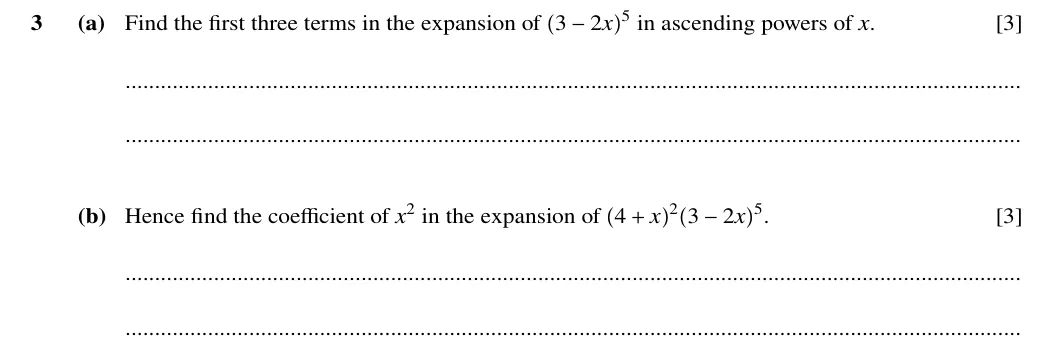 3 (a) Find the first three terms in the expansion of (3 – 2x)⁵ in ascending powers of x. [3]
(b) Hence find the coefficient of x² in the expansion of (4 + x)²(3 – 2x)⁵. [3]